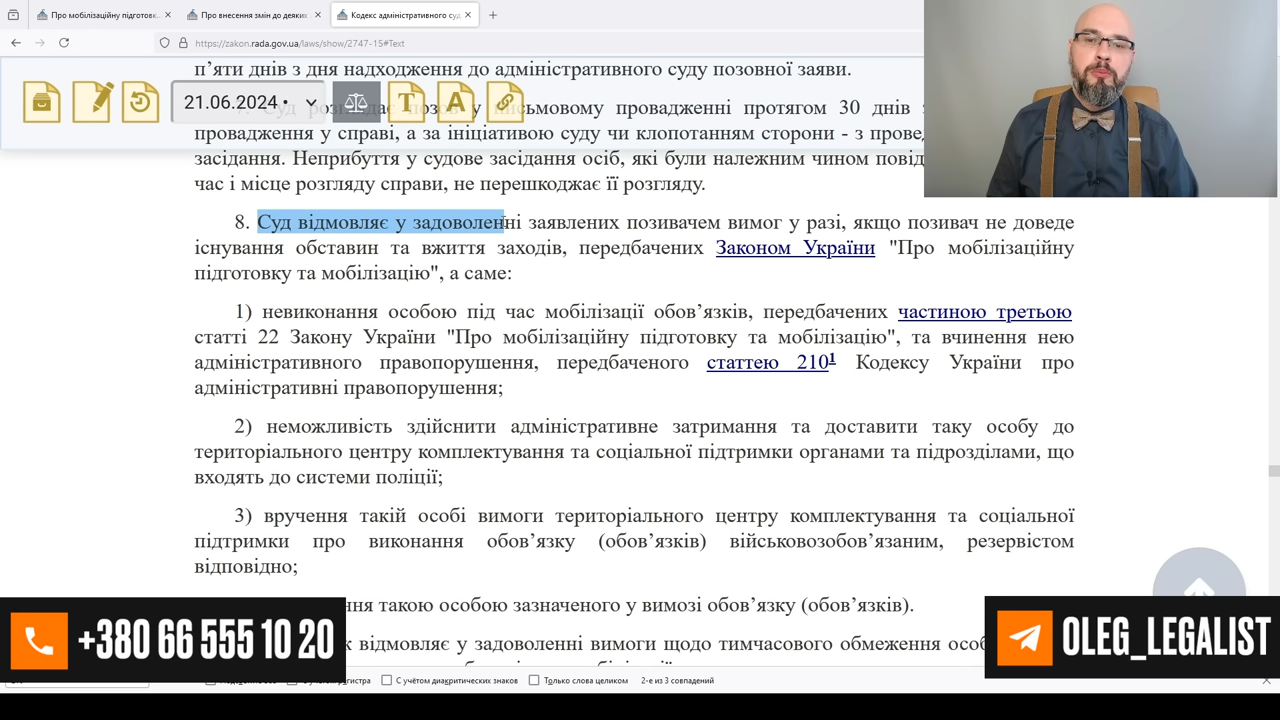 Про мобілізаційну підготовк...
Про внесення змін до деяких
Кодекс адміністративного суд
https://zakon.rada.gov.ua/laws/show/2747-15#Text
п’яти днів з дня надходження до адміністративного суду позовної заяви.
21.06.2024 •
Т
А
позов у письмовому провадженні протягом 30 днів
провадження у справі, а за ініціативою суду чи клопотанням сторони - з
засідання. Неприбуття у судове засідання осіб, які були належним чином
час і місце розгляду справи, не перешкоджає її розгляду.
8. Суд відмовляє у задоволенні заявлених позивачем вимог у разі, якщо позивач не доведе
існування обставин та вжиття заходів, передбачених Законом України "Про мобілізаційну
підготовку та мобілізацію", а саме:
1) невиконання особою під час мобілізації обов’язків, передбачених частиною третьою
статті 22 Закону України "Про мобілізаційну підготовку та мобілізацію", та вчинення нею
адміністративного правопорушення, передбаченого статтею 210¹ Кодексу України про
адміністративні правопорушення;
2) неможливість здійснити адміністративне затримання та доставити таку особу до
територіального центру комплектування та соціальної підтримки органами та підрозділами, що
входять до системи поліції;
3) вручення такій особі вимоги територіального центру комплектування та соціальної
підтримки про виконання обов’язку (обов’язків) військовозобов’язаним, резервістом
відповідно;
такою особою зазначеного у вимозі обов’язку (обов’язків).
відмовляє у задоволенні вимоги щодо тимчасового обмеження
+380 66 555 10 20
OLEG_LEGALIST
С учётом диакритических знаков
Только слова целиком
2-е из 3 совпадений